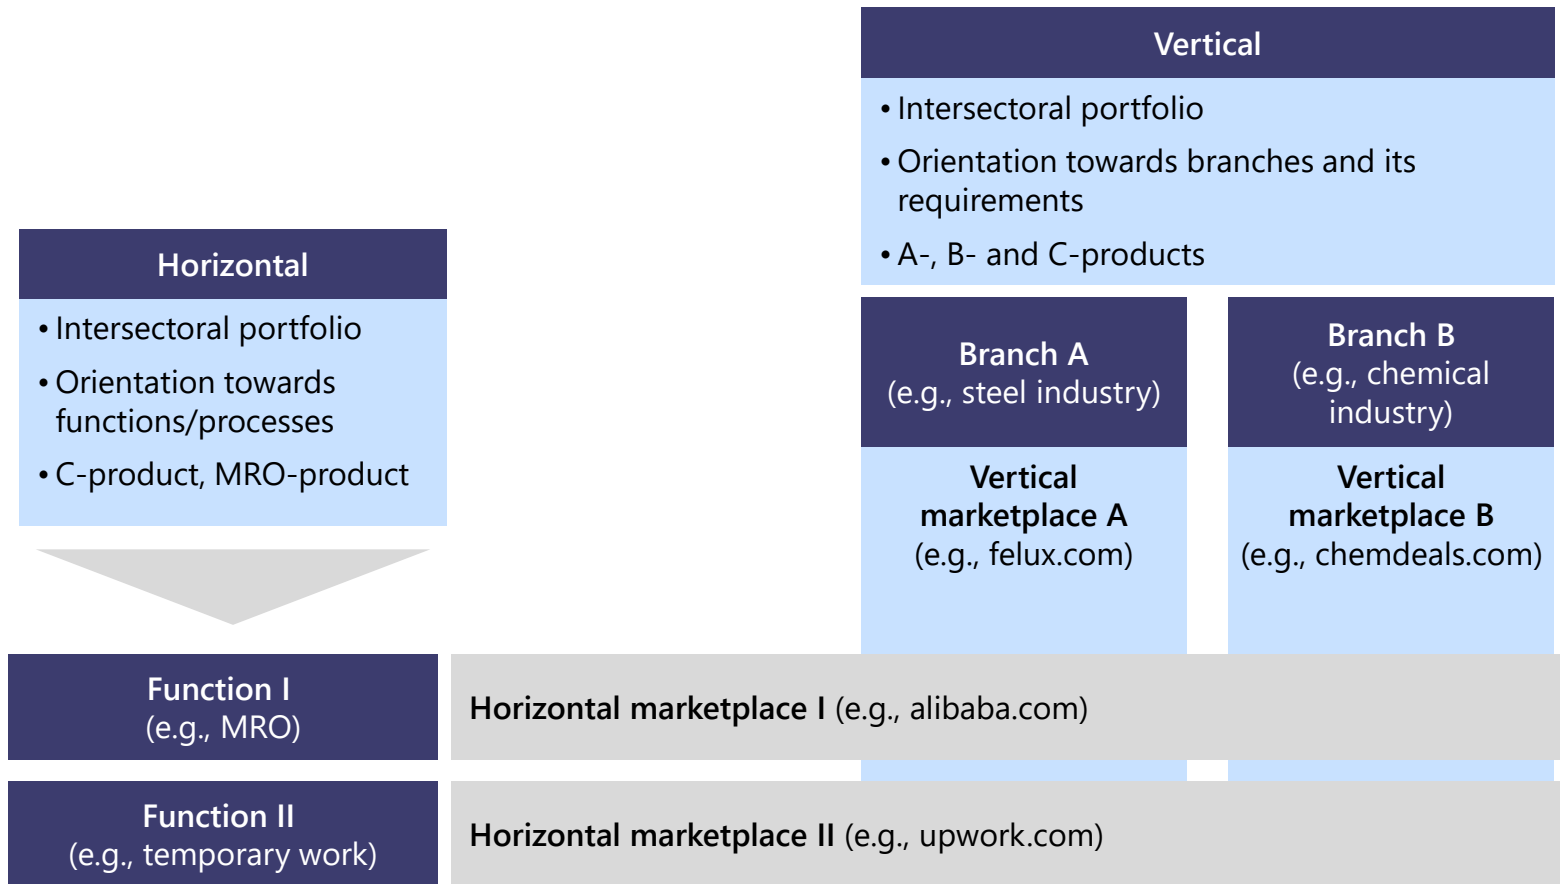 Vertical
• Intersectoral portfolio
• Orientation towards branches and its
requirements
• A-, B- and C-products
Horizontal
• Intersectoral portfolio
• Orientation towards
functions/processes
• C-product, MRO-product
Branch A
(e.g., steel industry)
Branch B
(e.g., chemical
industry)
Vertical
marketplace A
(e.g., felux.com)
Vertical
marketplace B
(e.g., chemdeals.com)
Function I
(e.g., MRO)
Horizontal marketplace I (e.g., alibaba.com)
Function II
(e.g., temporary work)
Horizontal marketplace II (e.g., upwork.com)